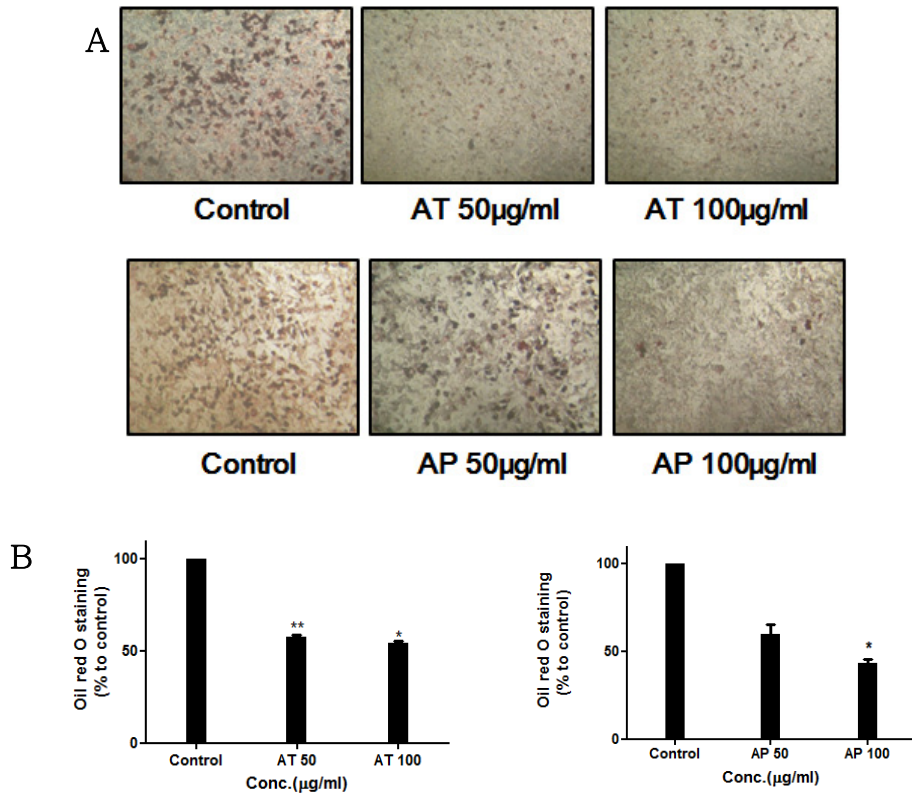 A
Control AT 50µg/ml AT 100µg/ml
Control AP 50µg/ml AP 100µg/ml
B
Oil red O staining
(% to control)
100
50
0
**
*
Control AT 50 AT 100
Conc.(µg/ml)
Oil red O staining
(% to control)
100
50
0
*
Control AP 50 AP 100
Conc.(µg/ml)